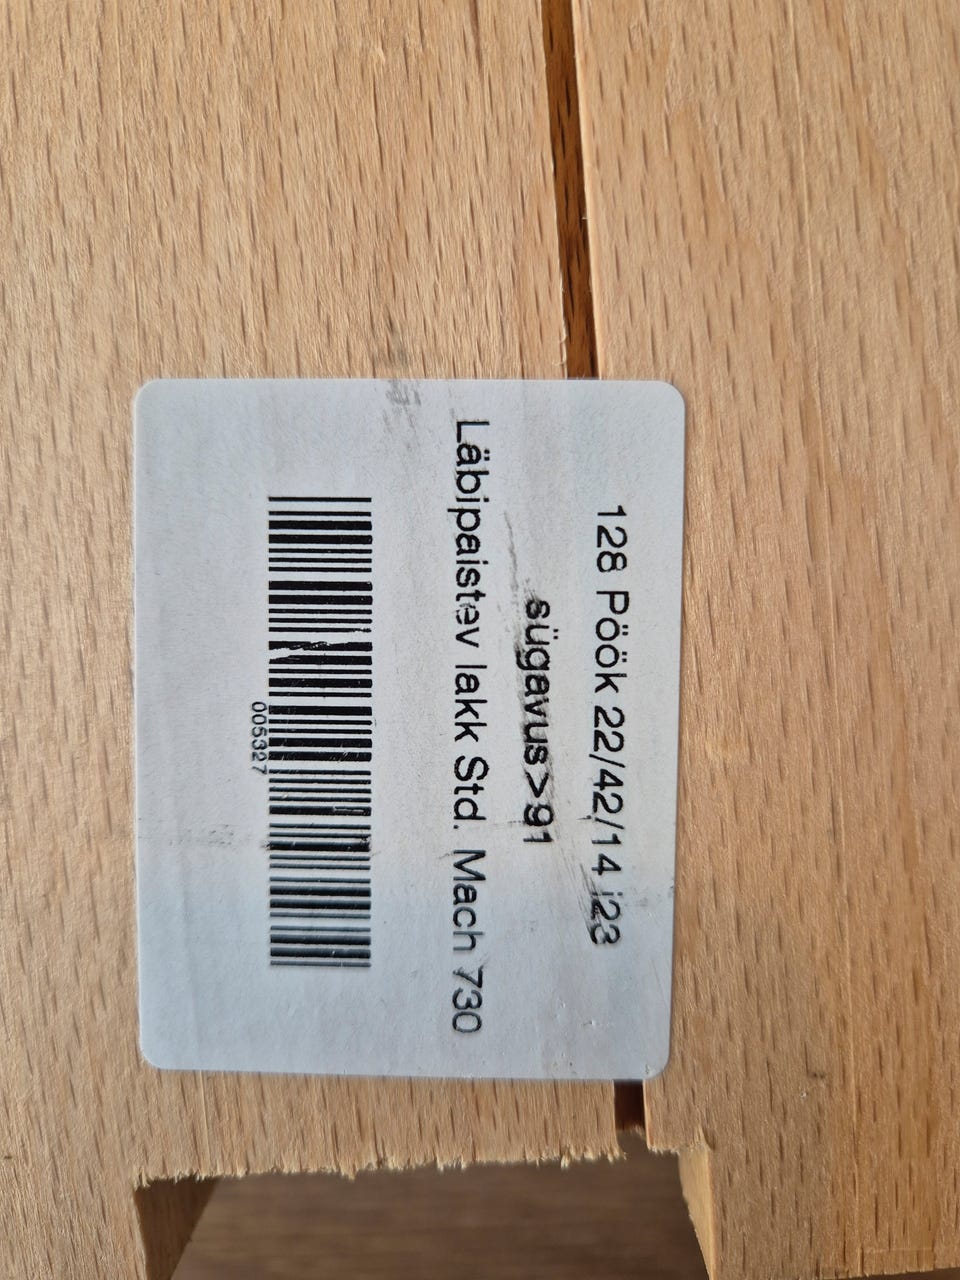 128 Pöök 22/42/14 i23
sügavus>91
Läbipaistev lakk Std. Mach 730
005327